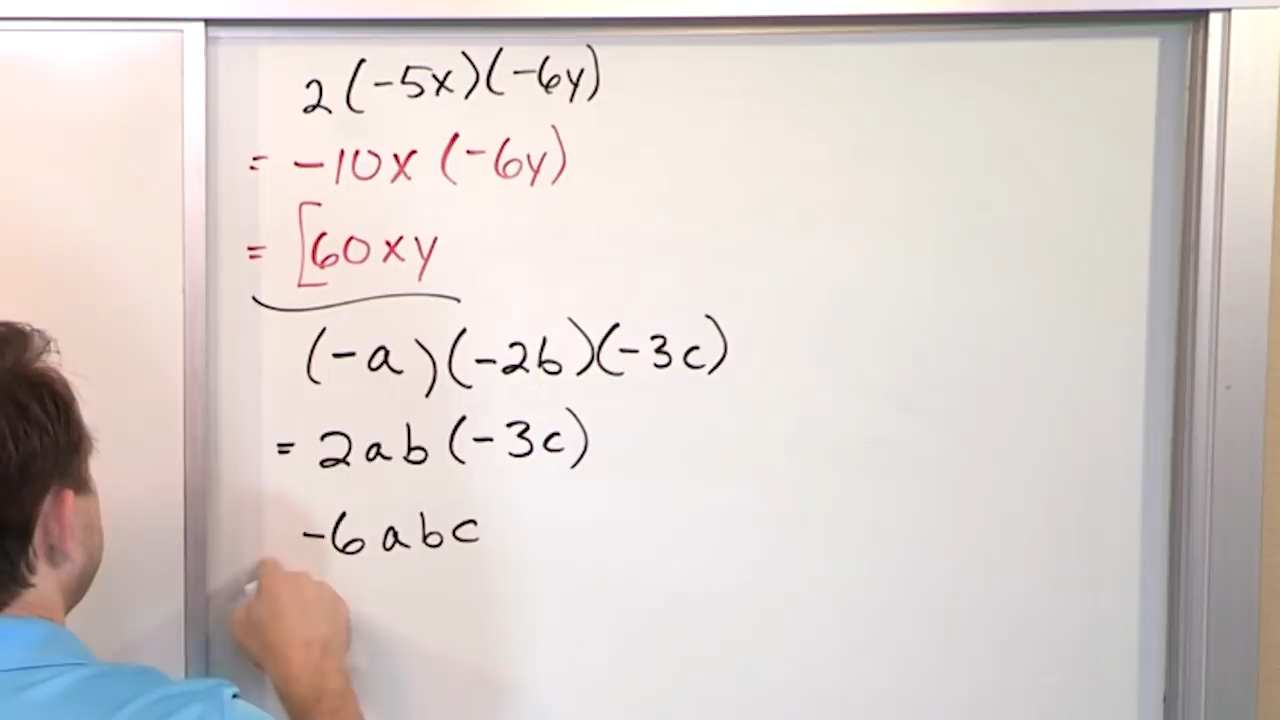 2(-5x)(-6y)
= -10x(-6y)
= [60xy
(-a)(-2b)(-3c)
= 2ab(-3c)
-6abc